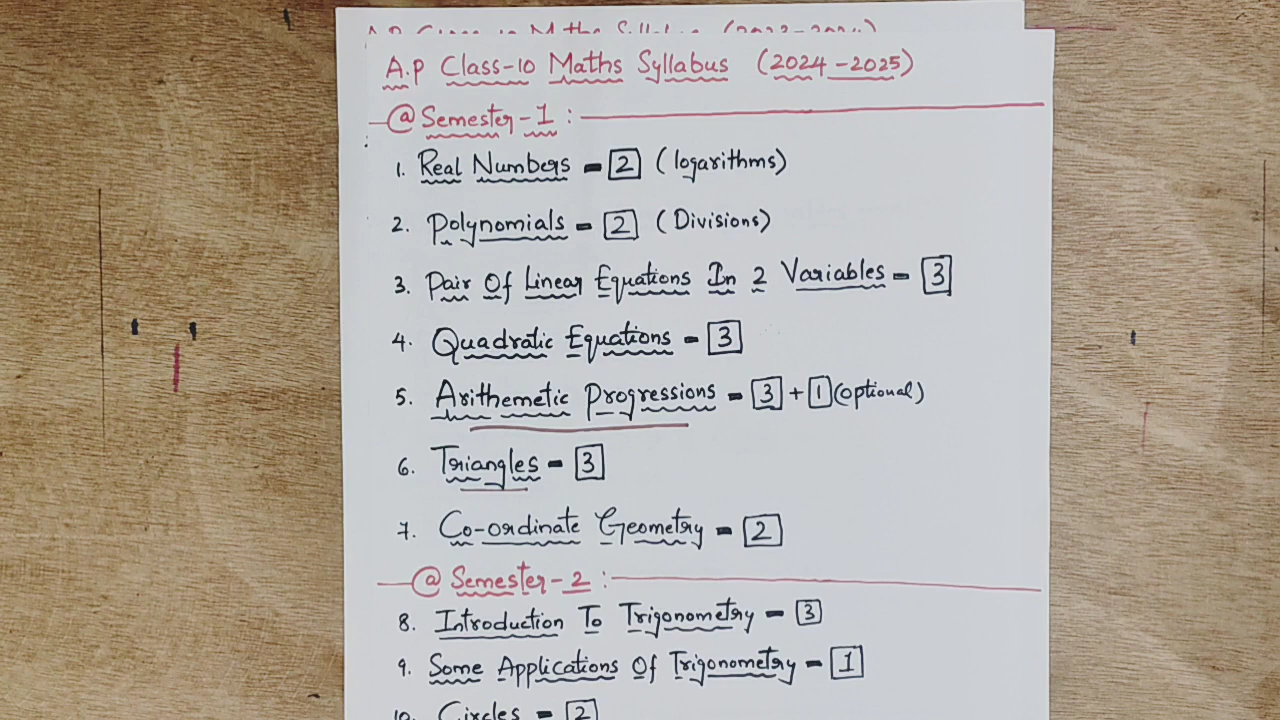 A.P Class-10 Maths Syllabus (2024-2025)
@ Semester-1 :
1. Real Numbers - 2 (logarithms)
2. Polynomials - 2 (Divisions)
3. Pair Of Linear Equations In 2 Variables - 3
4. Quadratic Equations - 3
5. Arithemetic Progressions - 3 + 1 (optional)
6. Triangles - 3
7. Co-ordinate Geometry - 2
@ Semester-2 :
8. Introduction To Trigonometry - 3
9. Some Applications Of Trigonometry - 1
10. Circles - 2